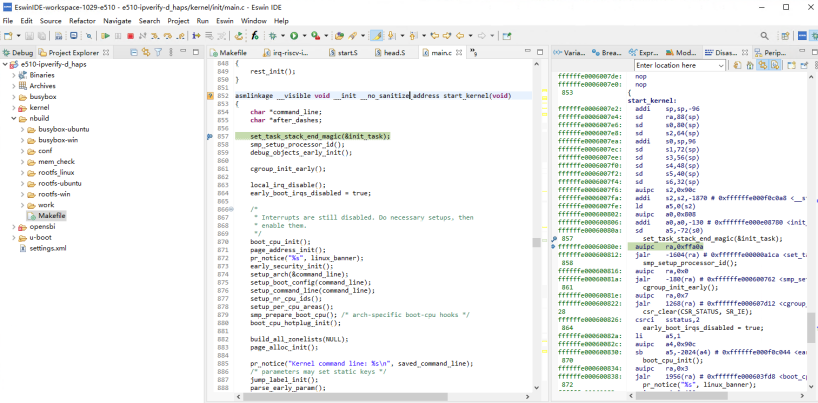 EswinIDE-workspace-1029-e510 - e510-ipverify-d_haps/kernel/init/main.c - Eswin IDE
File Edit Source Refactor Navigate Search Project Run Eswin Window Help
Debug Project Explorer
e510-ipverify-d_haps
Binaries
Archives
busybox
kernel
nbuild
busybox-ubuntu
busybox-win
conf
mem_check
rootfs_linux
rootfs-ubuntu
rootfs-win
work
Makefile
opensbi
u-boot
settings.xml
Makefile irq-riscv-i... start.S head.S main.c
848 {
849 rest_init();
850 }
851
852 asmlinkage __visible void __init __no_sanitize_address start_kernel(void)
853 {
854 char *command_line;
855 char *after_dashes;
856
857 set_task_stack_end_magic(&init_task);
858 smp_setup_processor_id();
859 debug_objects_early_init();
860
861 cgroup_init_early();
862
863 local_irq_disable();
864 early_boot_irqs_disabled = true;
865
866 /*
867 * Interrupts are still disabled. Do necessary setups, then
868 * enable them.
869 */
870 boot_cpu_init();
871 page_address_init();
872 pr_notice("%s", linux_banner);
873 early_security_init();
874 setup_arch(&command_line);
875 setup_boot_config(command_line);
876 setup_command_line(command_line);
877 setup_nr_cpu_ids();
878 setup_per_cpu_areas();
879 smp_prepare_boot_cpu(); /* arch-specific boot-cpu hooks */
880 boot_cpu_hotplug_init();
881
882 build_all_zonelists(NULL);
883 page_alloc_init();
884
885 pr_notice("Kernel command line: %s\n", saved_command_line);
886 /* parameters may set static keys */
887 jump_label_init();
888 parse_early_param();
Varia... Brea... Expr... Mod... Disas... Perip...
Enter location here
ffffffe0006007de: nop
ffffffe0006007e0: nop
853 {
start_kernel:
ffffffe0006007e2: addi sp,sp,-96
ffffffe0006007e4: sd ra,88(sp)
ffffffe0006007e6: sd s0,80(sp)
ffffffe0006007e8: sd s2,64(sp)
ffffffe0006007ea: addi s0,sp,96
ffffffe0006007ec: sd s1,72(sp)
ffffffe0006007ee: sd s3,56(sp)
ffffffe0006007f0: sd s4,48(sp)
ffffffe0006007f2: sd s5,40(sp)
ffffffe0006007f4: sd s6,32(sp)
ffffffe0006007f6: auipc s2,0x90c
ffffffe0006007fa: addi s2,s2,-1870 # 0xffffffe000f0c0a8 <__s
ffffffe0006007fe: ld a5,0(s2)
ffffffe000600802: auipc a0,0x808
ffffffe000600806: addi a0,a0,-130 # 0xffffffe000e08780 <init_
ffffffe00060080a: sd a5,-72(s0)
857 set_task_stack_end_magic(&init_task);
ffffffe00060080e: auipc ra,0xffa0a
ffffffe000600812: jalr -1604(ra) # 0xffffffe00000a1ca <set_ta
858 smp_setup_processor_id();
ffffffe000600816: auipc ra,0x0
ffffffe00060081a: jalr -180(ra) # 0xffffffe000600762 <smp_se
861 cgroup_init_early();
ffffffe00060081e: auipc ra,0x7
ffffffe000600822: jalr 1268(ra) # 0xffffffe000607d12 <cgroup_
28 csr_clear(CSR_STATUS, SR_IE);
ffffffe000600826: csrci sstatus,2
864 early_boot_irqs_disabled = true;
ffffffe00060082a: li a5,1
ffffffe00060082c: auipc a4,0x90c
ffffffe000600830: sb a5,-2024(a4) # 0xffffffe000f0c044 <ea
870 boot_cpu_init();
ffffffe000600834: auipc ra,0x3
ffffffe000600838: jalr 1956(ra) # 0xffffffe000603fd8 <boot_c
872 pr_notice("%s", linux_banner);